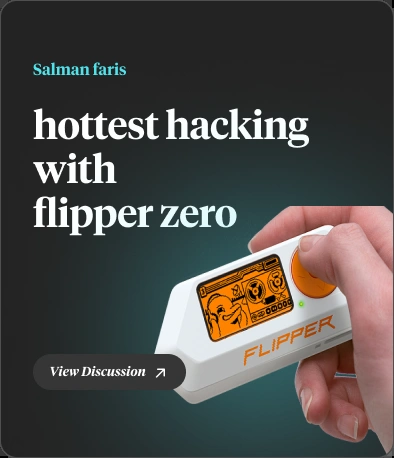 Salman faris
hottest hacking
with
flipper zero
FLIPPER
View Discussion